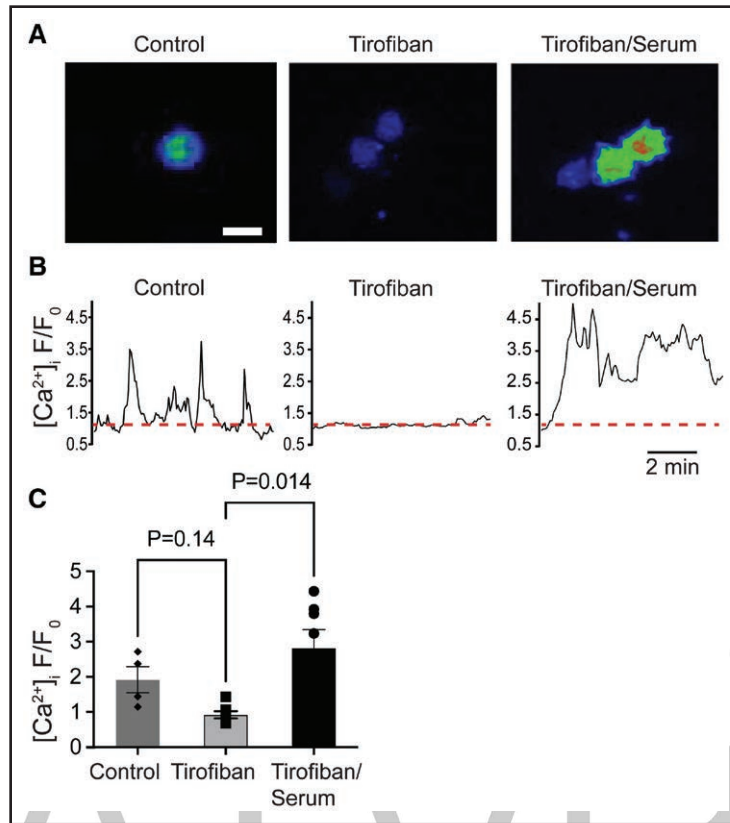 A
Control Tirofiban Tirofiban/Serum
B
Control Tirofiban Tirofiban/Serum
[Ca²⁺]ᵢ F/F₀
4.5 4.5 4.5
3.5 3.5 3.5
2.5 2.5 2.5
1.5 1.5 1.5
0.5 0.5 0.5
2 min
C
P=0.014
P=0.14
[Ca²⁺]ᵢ F/F₀
5
4
3
2
1
0
Control Tirofiban Tirofiban/
Serum